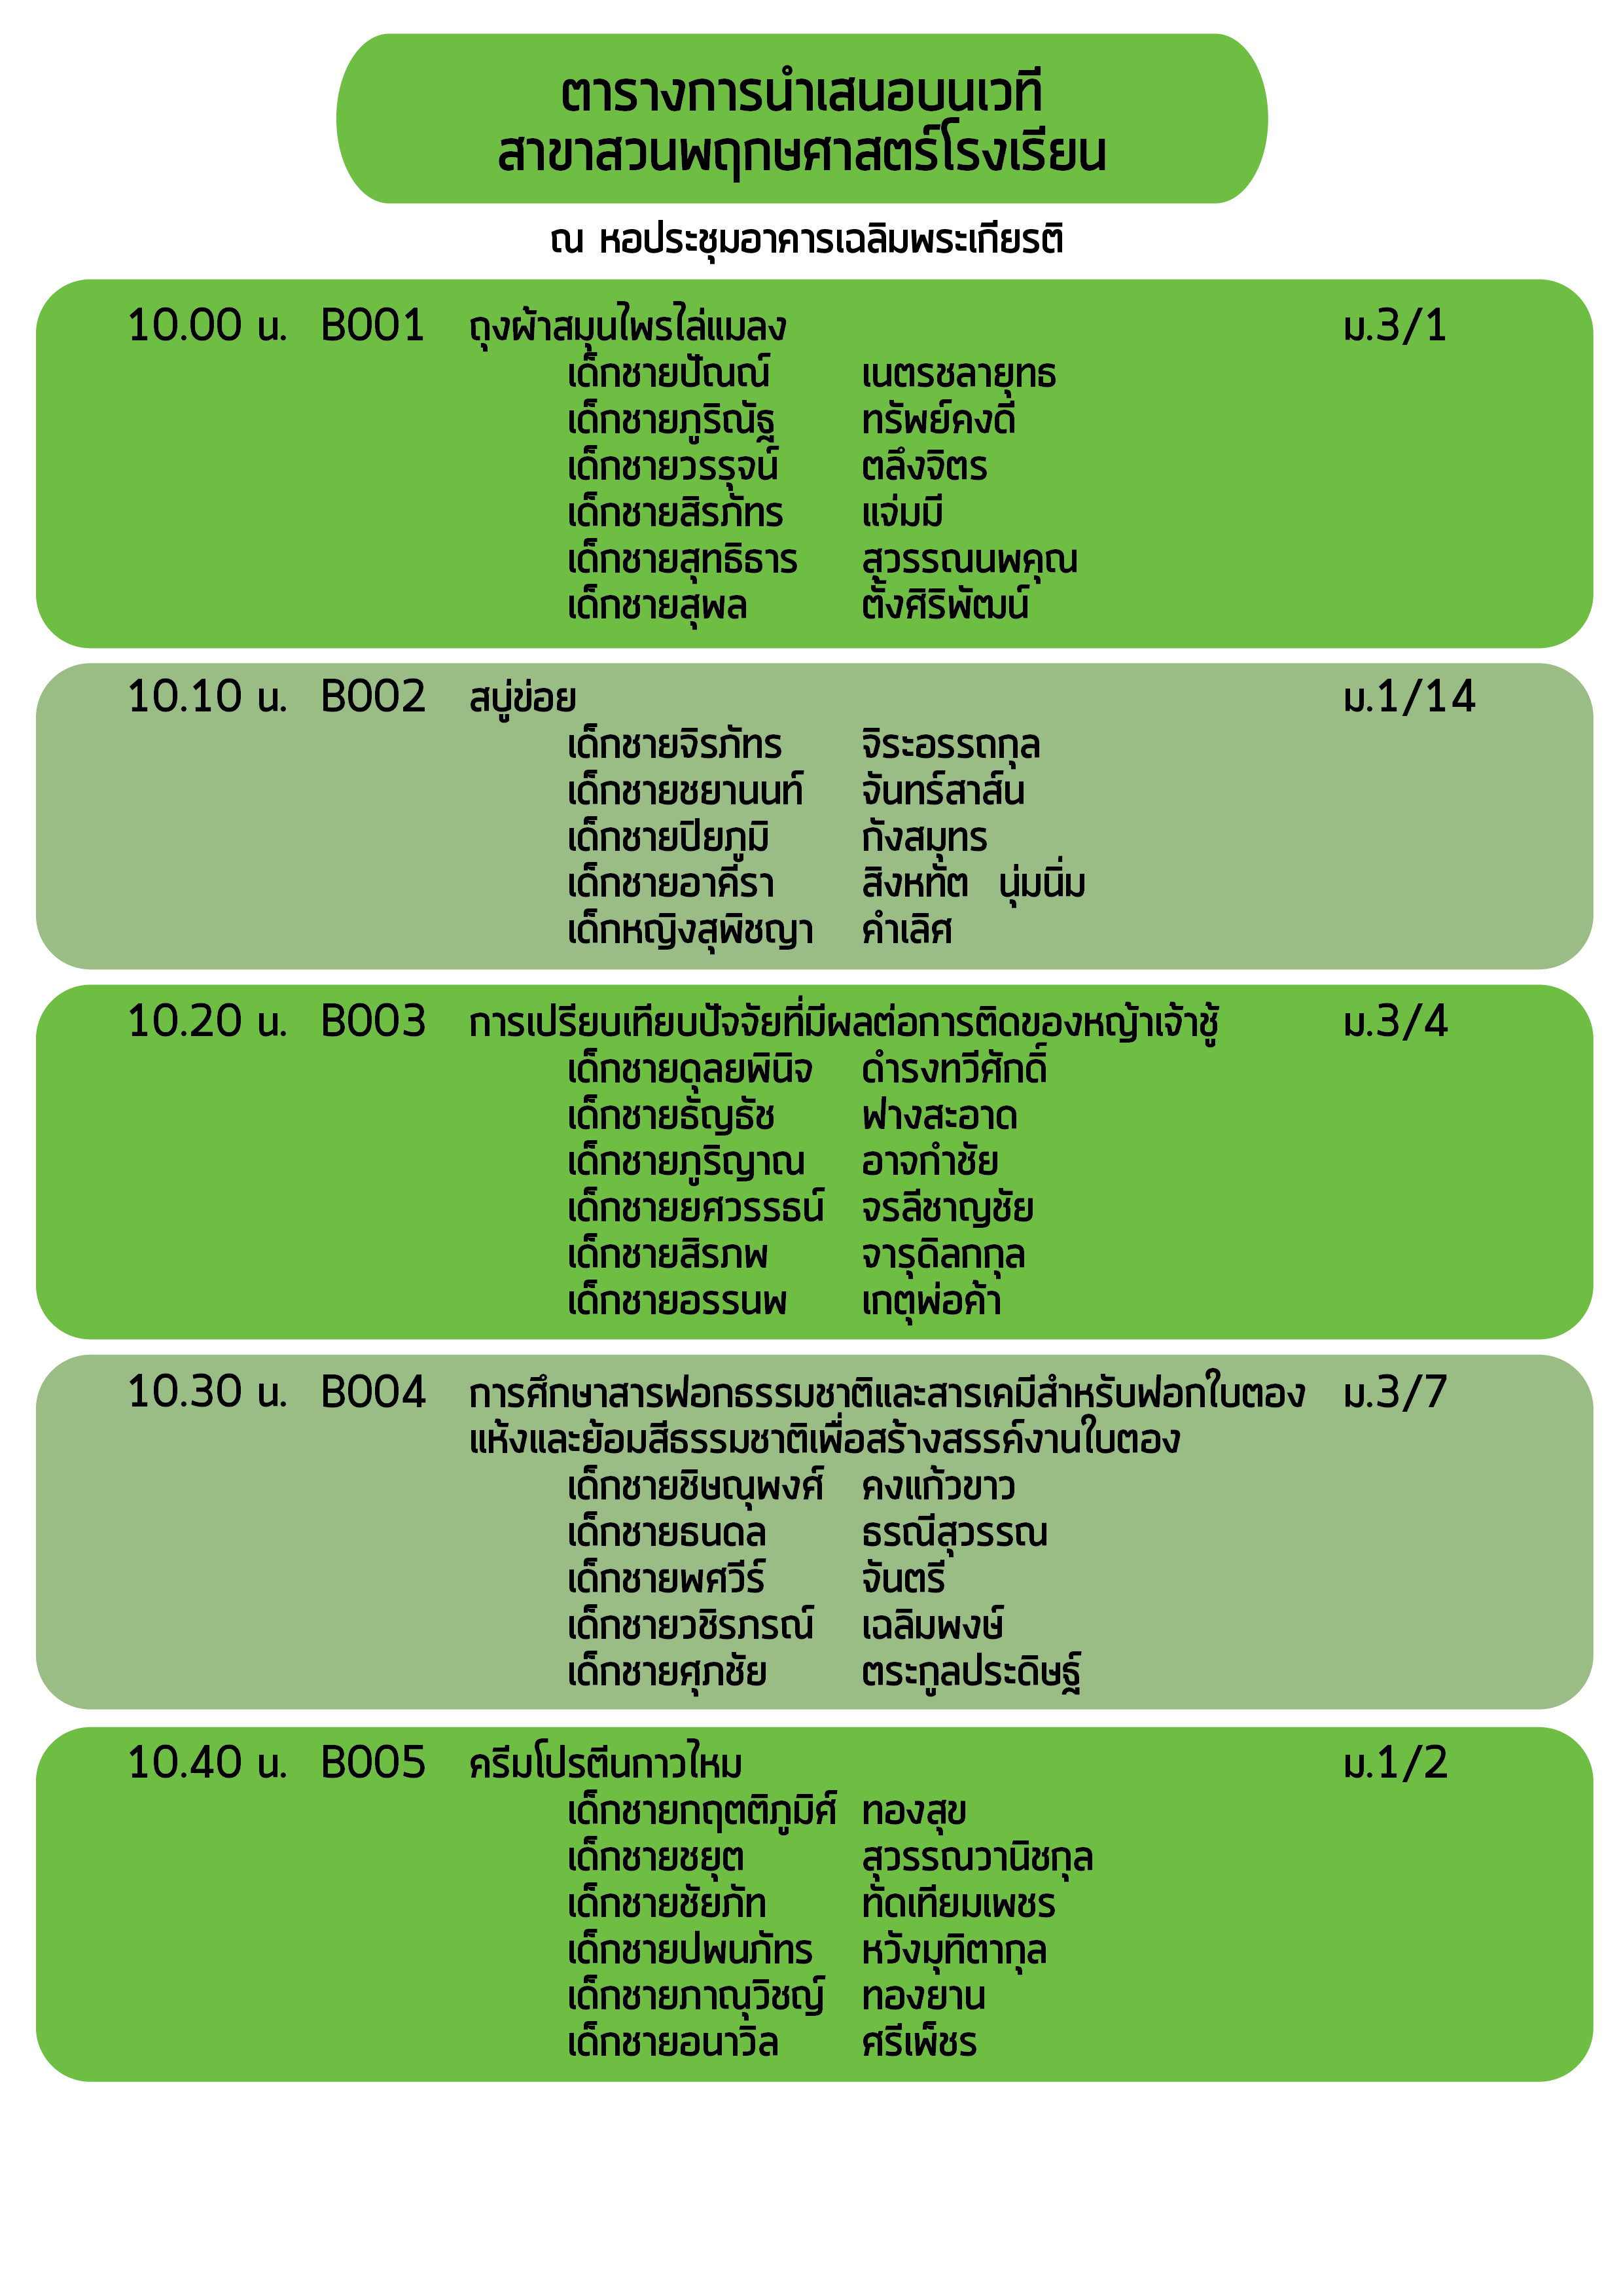 ตารางการนำเสนอบนเวที
สาขาสวนพฤกษศาสตร์โรงเรียน
ณ หอประชุมอาคารเฉลิมพระเกียรติ
10.00 น. B001 ถุงผ้าสมุนไพรไล่แมลง ม.3/1
เด็กชายปัณณ์ เนตรชลายุทธ
เด็กชายภูริณัฐ ทรัพย์คงดี
เด็กชายวรรุจน์ ตลึงจิตร
เด็กชายสิรภัทร แจ่มมี
เด็กชายสุทธิธาร สุวรรณนพคุณ
เด็กชายสุพล ตั้งศิริพัฒน์
10.10 น. B002 สบู่ข่อย ม.1/14
เด็กชายจิรภัทร จิระอรรถกุล
เด็กชายชยานนท์ จันทร์สาส์น
เด็กชายปิยภูมิ กังสมุทร
เด็กชายอาคีรา สิงหทัต นุ่มนิ่ม
เด็กหญิงสุพิชญา คำเลิศ
10.20 น. B003 การเปรียบเทียบปัจจัยที่มีผลต่อการติดของหญ้าเจ้าชู้ ม.3/4
เด็กชายดุลยพินิจ ดำรงทวีศักดิ์
เด็กชายธัญธัช ฟางสะอาด
เด็กชายภูริญาณ อาจกำชัย
เด็กชายยศวรรธน์ จรลีชาญชัย
เด็กชายสิรภพ จารุดิลกกุล
เด็กชายอรรนพ เกตุพ่อค้า
10.30 น. B004 การศึกษาสารฟอกธรรมชาติและสารเคมีสำหรับฟอกใบตอง ม.3/7
แห้งและย้อมสีธรรมชาติเพื่อสร้างสรรค์งานใบตอง
เด็กชายชิษณุพงศ์ คงแก้วขาว
เด็กชายธนดล ธรณีสุวรรณ
เด็กชายพศวีร์ จันตรี
เด็กชายวชิรภรณ์ เฉลิมพงษ์
เด็กชายศุภชัย ตระกูลประดิษฐ์
10.40 น. B005 ครีมโปรตีนกาวไหม ม.1/2
เด็กชายกฤตติภูมิศ์ ทองสุข
เด็กชายชยุต สุวรรณวานิชกุล
เด็กชายชัยภัท ทัดเทียมเพชร
เด็กชายปพนภัทร หวังมุทิตากุล
เด็กชายภาณุวิชญ์ ทองยาน
เด็กชายอนาวิล ศรีเพ็ชร